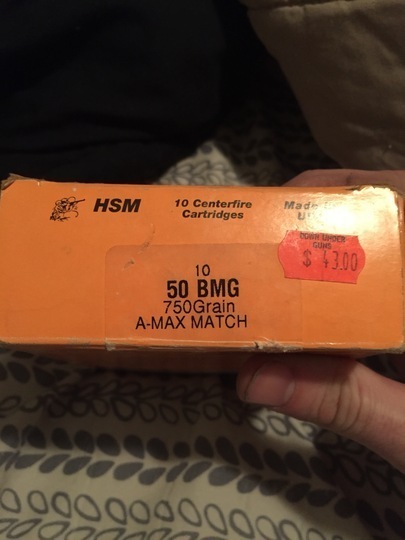 HSM
10 Centerfire
Cartridges
Made
U
DOWN UNDER
GUNS
$ 43.00
10
50 BMG
750Grain
A-MAX MATCH